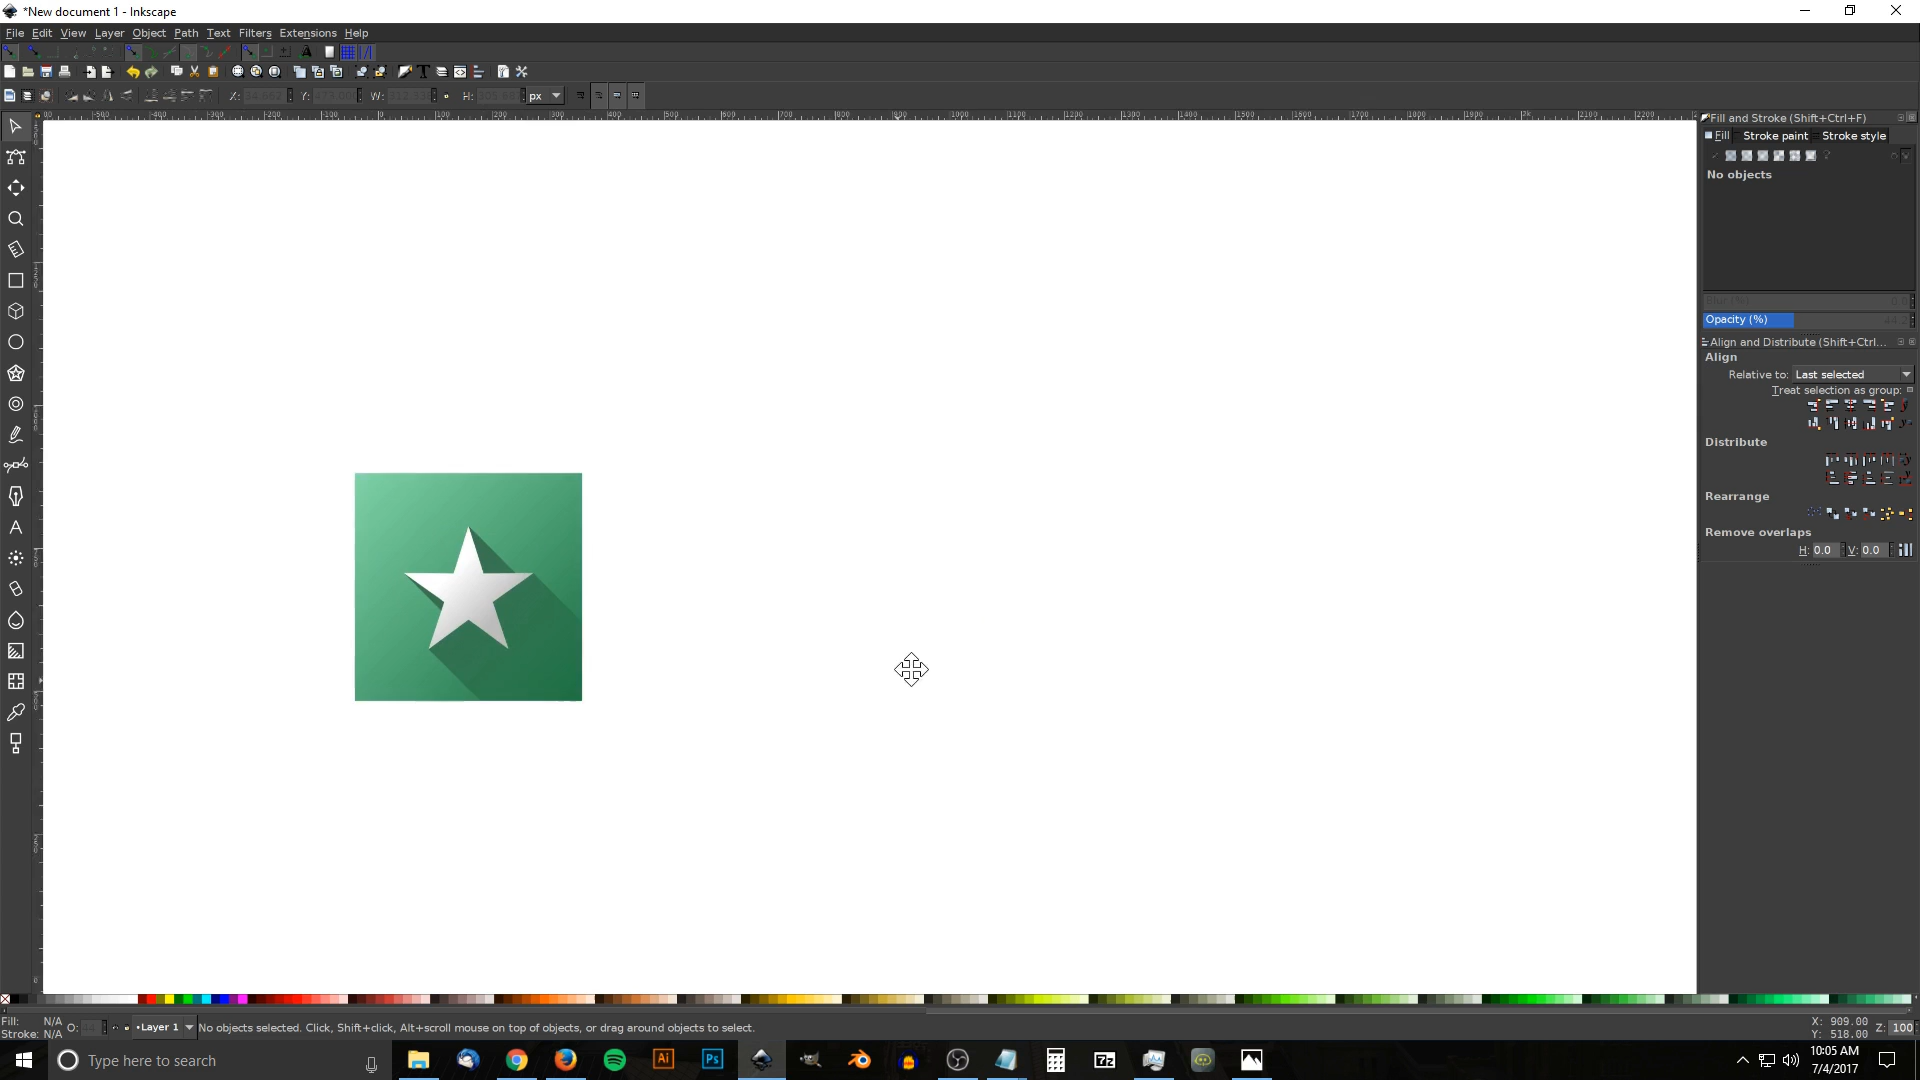 *New document 1 - Inkscape
File Edit View Layer Object Path Text Filters Extensions Help
X: Y: W: H: px
Fill and Stroke (Shift+Ctrl+F)
Fill Stroke paint Stroke style
No objects
Blur (%) 0.0
Opacity (%)
Align and Distribute (Shift+Ctrl...
Align
Relative to: Last selected
Treat selection as group:
Distribute
Rearrange
Remove overlaps
H: 0.0 V: 0.0
Fill: N/A
Stroke: N/A
O: •Layer 1 No objects selected. Click, Shift+click, Alt+scroll mouse on top of objects, or drag around objects to select.
X: 909.00
Y: 518.00
Z: 100
Type here to search
Ai Ps 7z
10:05 AM
7/4/2017